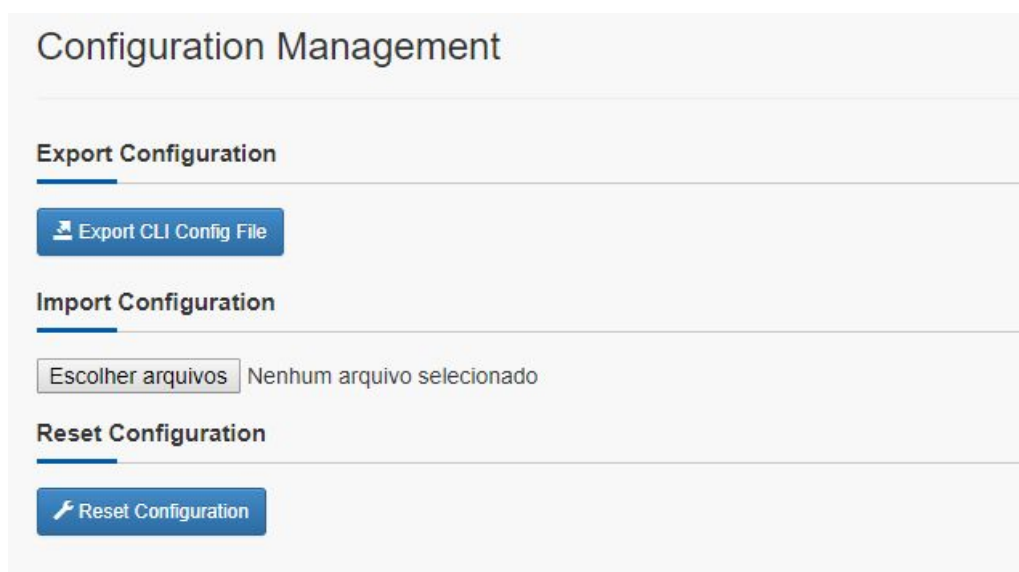 Configuration Management
Export Configuration
Export CLI Config File
Import Configuration
Escolher arquivos Nenhum arquivo selecionado
Reset Configuration
Reset Configuration